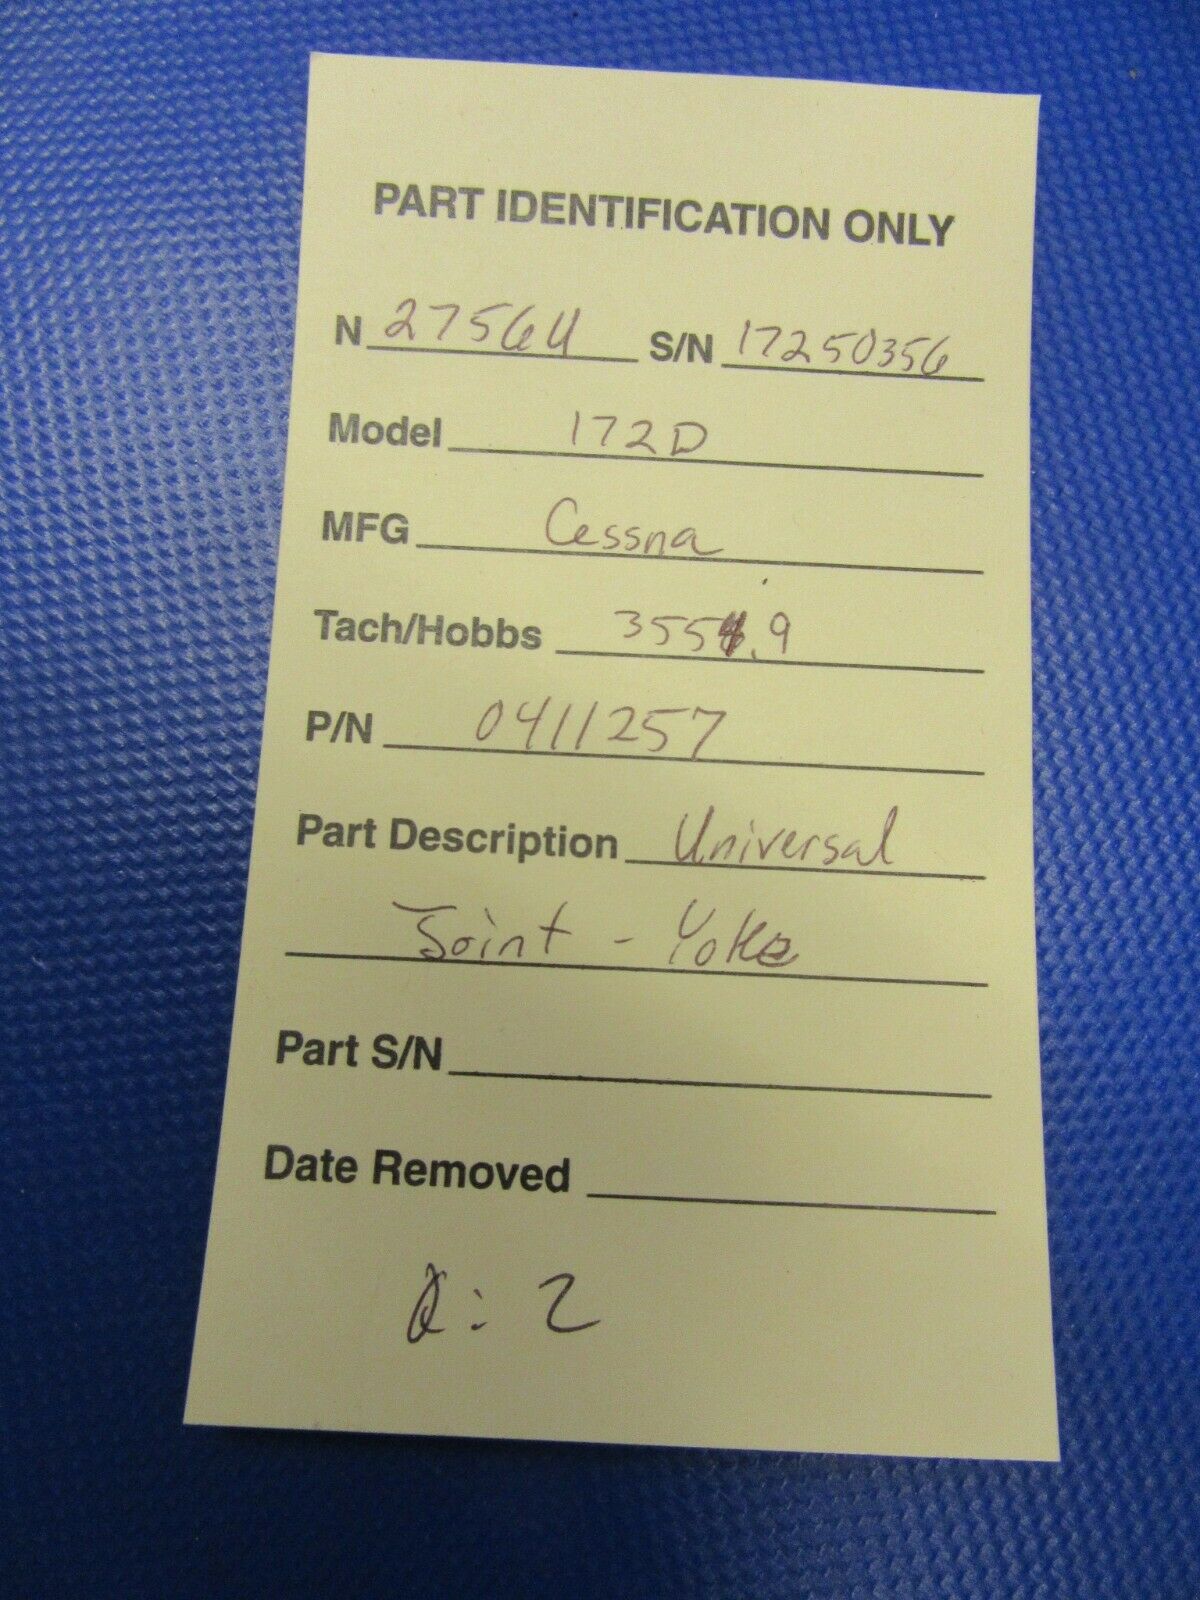 PART IDENTIFICATION ONLY
N 2756U S/N 17250356
Model 172D
MFG Cessna
Tach/Hobbs 3554.9
P/N 0411257
Part Description Universal
Joint - Yoke
Part S/N
Date Removed
Q: 2